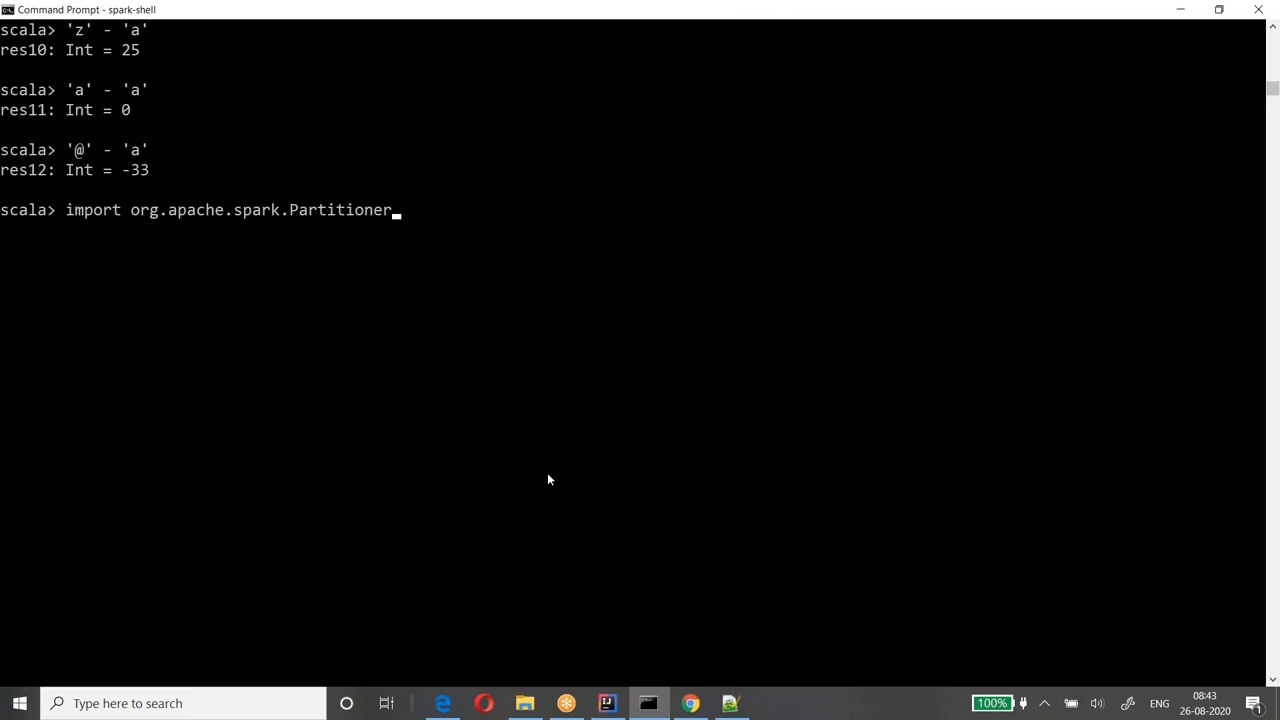 Command Prompt - spark-shell
scala> 'z' - 'a'
res10: Int = 25
scala> 'a' - 'a'
res11: Int = 0
scala> '@' - 'a'
res12: Int = -33
scala> import org.apache.spark.Partitioner
Type here to search
100%
ENG
08:43
26-08-2020
1